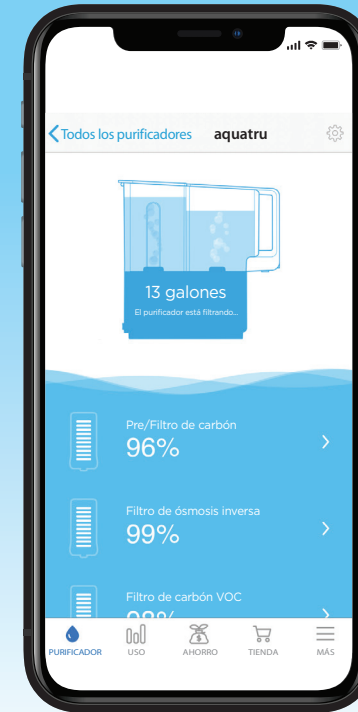 Todos los purificadores aquatru
13 galones
El purificador está filtrando...
Pre/Filtro de carbón
96%
Filtro de ósmosis inversa
99%
Filtro de carbón VOC
98%
PURIFICADOR USO AHORRO TIENDA MÁS